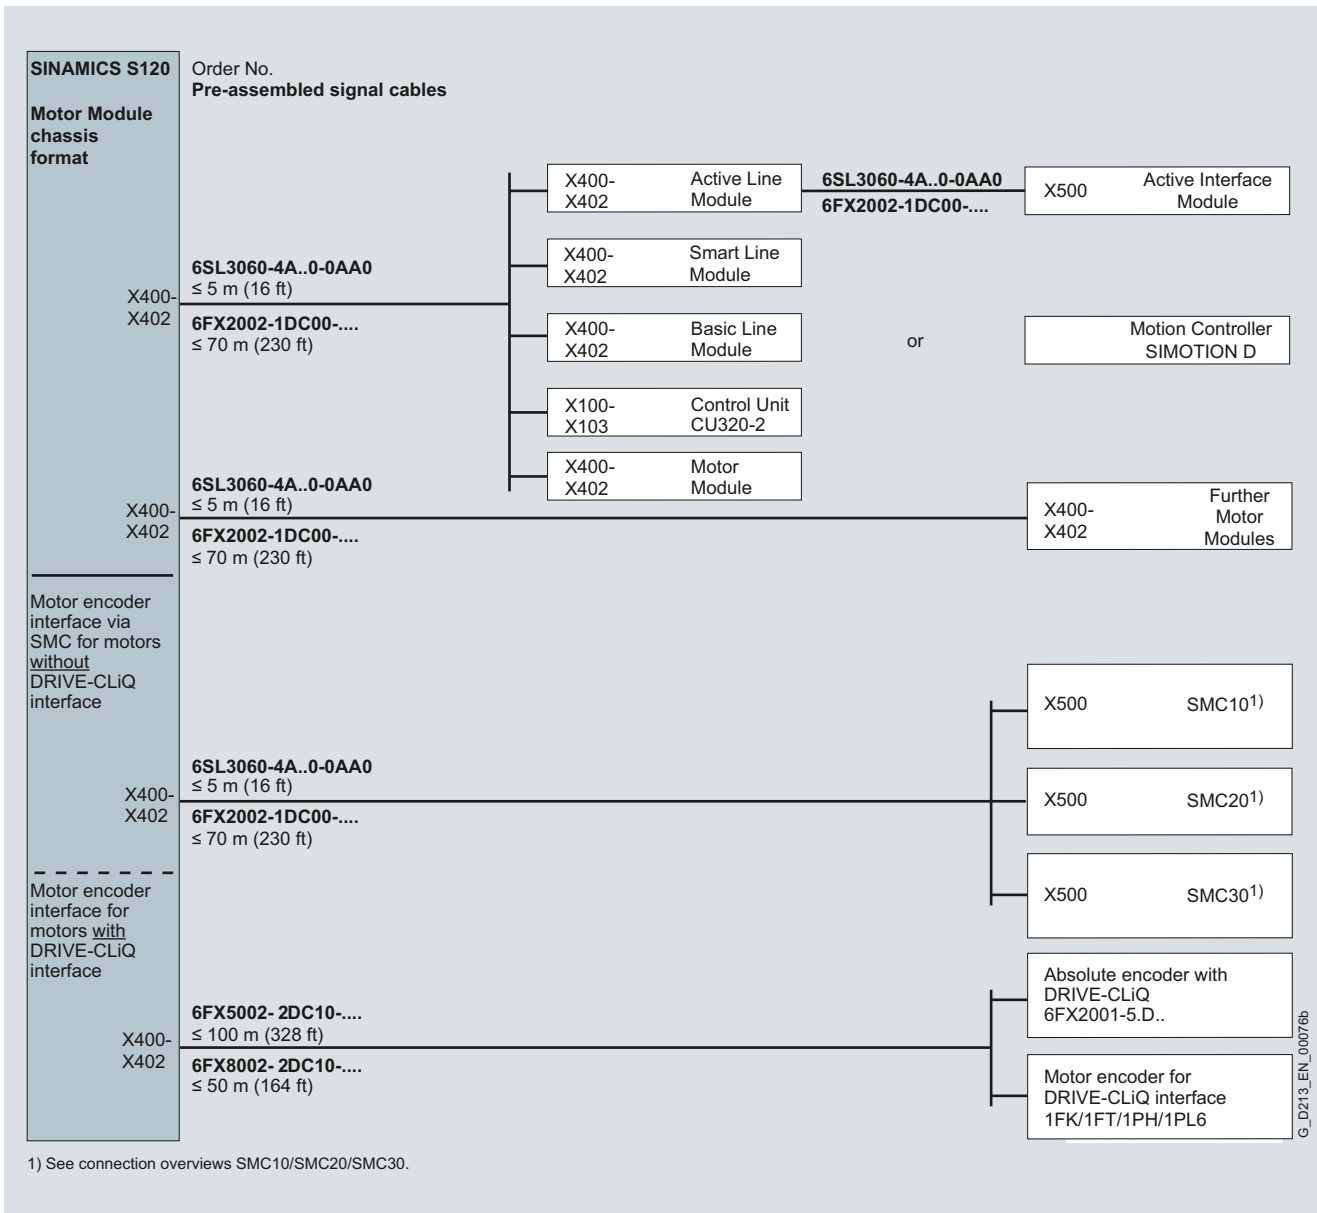 SINAMICS S120
Motor Module
chassis
format
Order No.
Pre-assembled signal cables
X400-
X402
6SL3060-4A..0-0AA0
≤ 5 m (16 ft)
6FX2002-1DC00-....
≤ 70 m (230 ft)
X400-
X402
Active Line
Module
6SL3060-4A..0-0AA0
6FX2002-1DC00-....
X500
Active Interface
Module
X400-
X402
Smart Line
Module
X400-
X402
Basic Line
Module
or
Motion Controller
SIMOTION D
X100-
X103
Control Unit
CU320-2
X400-
X402
Motor
Module
X400-
X402
6SL3060-4A..0-0AA0
≤ 5 m (16 ft)
6FX2002-1DC00-....
≤ 70 m (230 ft)
X400-
X402
Further
Motor
Modules
Motor encoder
interface via
SMC for motors
without
DRIVE-CLiQ
interface
X400-
X402
6SL3060-4A..0-0AA0
≤ 5 m (16 ft)
6FX2002-1DC00-....
≤ 70 m (230 ft)
X500 SMC10 1)
X500 SMC20 1)
X500 SMC30 1)
Motor encoder
interface for
motors with
DRIVE-CLiQ
interface
X400-
X402
6FX5002- 2DC10-....
≤ 100 m (328 ft)
6FX8002- 2DC10-....
≤ 50 m (164 ft)
Absolute encoder with
DRIVE-CLiQ
6FX2001-5.D..
Motor encoder for
DRIVE-CLiQ interface
1FK/1FT/1PH/1PL6
G_D213_EN_00076b
1) See connection overviews SMC10/SMC20/SMC30.